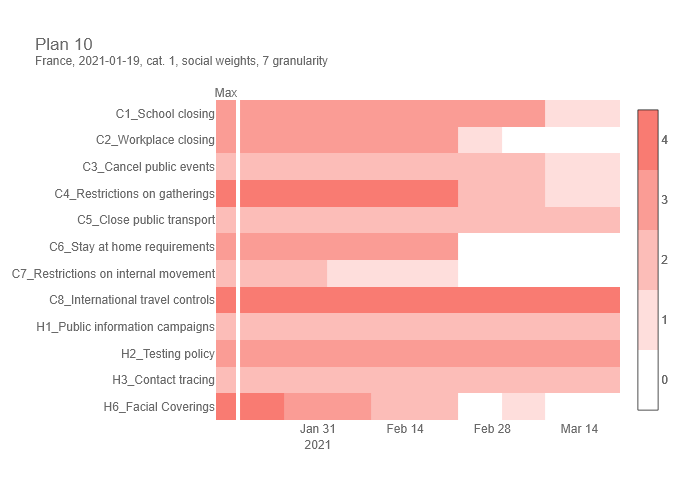 Plan 10
France, 2021-01-19, cat. 1, social weights, 7 granularity
Max
C1_School closing
C2_Workplace closing
C3_Cancel public events
C4_Restrictions on gatherings
C5_Close public transport
C6_Stay at home requirements
C7_Restrictions on internal movement
C8_International travel controls
H1_Public information campaigns
H2_Testing policy
H3_Contact tracing
H6_Facial Coverings
Jan 31
2021
Feb 14
Feb 28
Mar 14
4
3
2
1
0